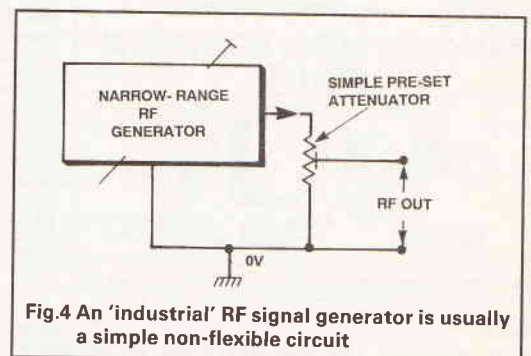 NARROW- RANGE
RF
GENERATOR
SIMPLE PRE-SET
ATTENUATOR
RF OUT
0V
Fig.4 An 'industrial' RF signal generator is usually
a simple non-flexible circuit